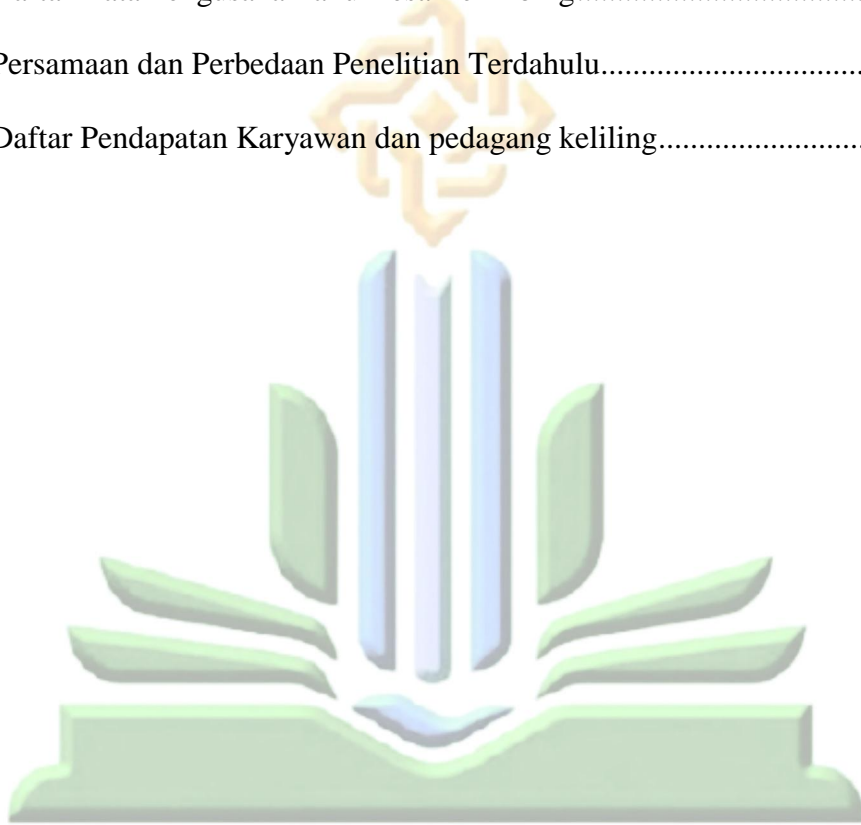 Persamaan dan Perbedaan Penelitian Terdahulu..............................
Daftar Pendapatan Karyawan dan pedagang keliling........................